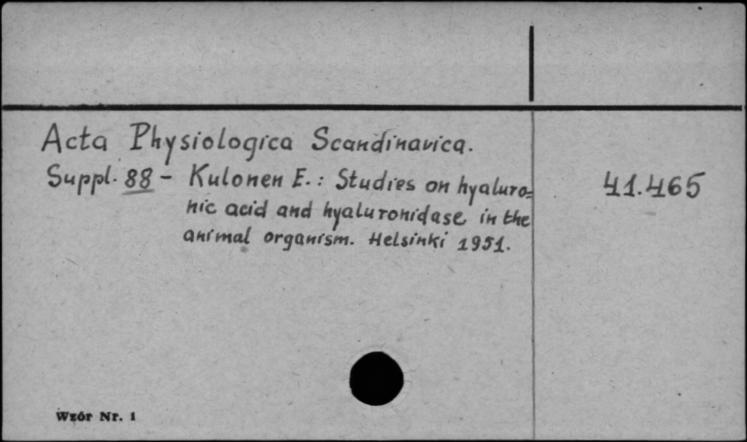 Acta Physiologica Scandinavica.
Suppl. 88 - Kulonen E.: Studies on hyaluro= 41.465
nic acid and hyaluronidase in the
animal organism. Helsinki 1951.
Wzór Nr. 1